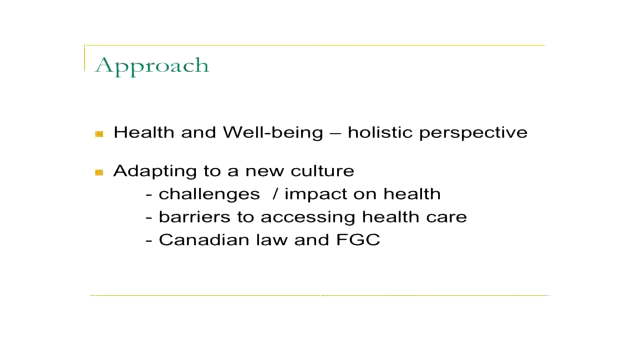 Approach
Health and Well-being – holistic perspective
Adapting to a new culture
- challenges / impact on health
- barriers to accessing health care
- Canadian law and FGC